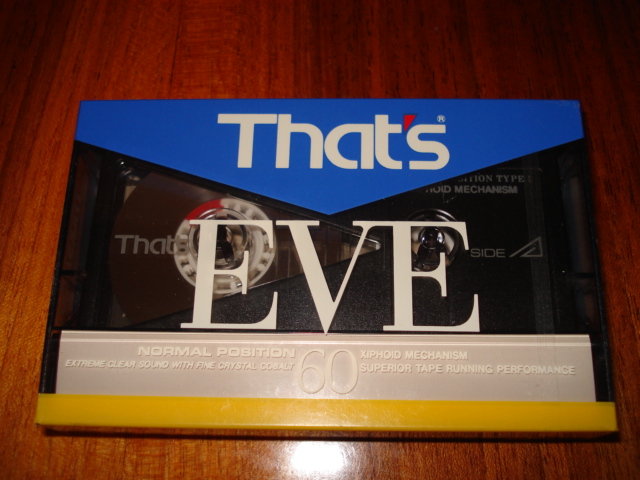 That's®
POSITION TYPE I
XIPHOID MECHANISM
That's
EVE
SIDE A
NORMAL POSITION 60 XIPHOID MECHANISM
EXTREME CLEAR SOUND WITH FINE CRYSTAL COBALT SUPERIOR TAPE RUNNING PERFORMANCE